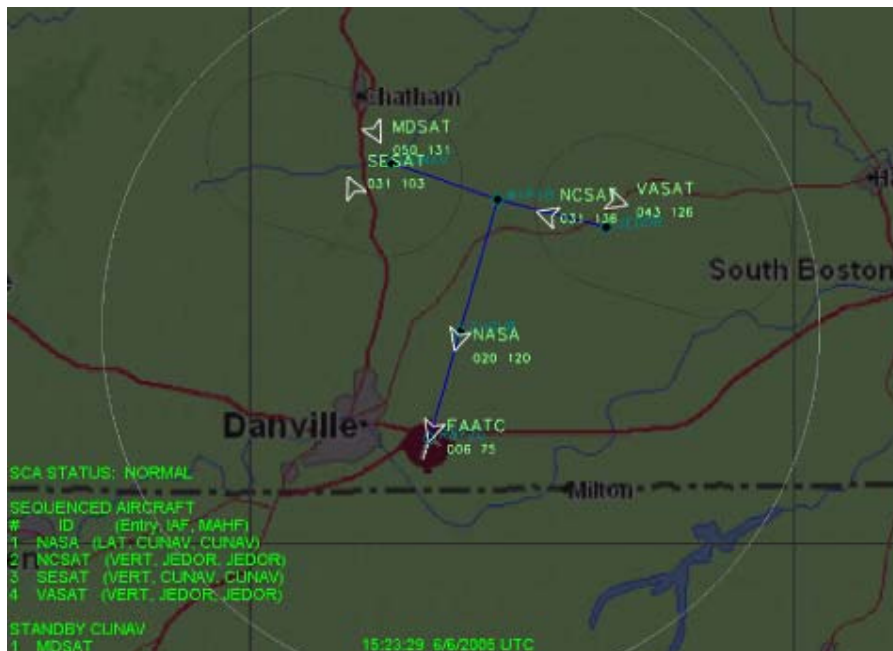 Chatham
MDSAT
050 131
SESAT
031 103
NCSAT
031 136
VASAT
043 126
South Boston
NASA
020 120
Danville
FAATC
006 75
Milton
SCA STATUS: NORMAL
SEQUENCED AIRCRAFT
# ID (Entry, IAF, MAHF)
1 NASA (LAT, CUNAV, CUNAV)
2 NCSAT (VERT, JEDOR, JEDOR)
3 SESAT (VERT, CUNAV, CUNAV)
4 VASAT (VERT, JEDOR, JEDOR)
STANDBY CUNAV
1 MDSAT
15:23:29 6/6/2005 UTC